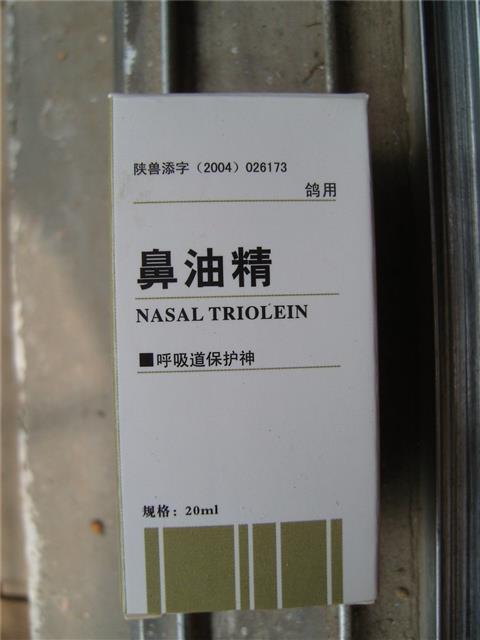 陕兽添字（2004）026173
鸽用
鼻油精
NASAL TRIOLEIN
■呼吸道保护神
规格：20ml